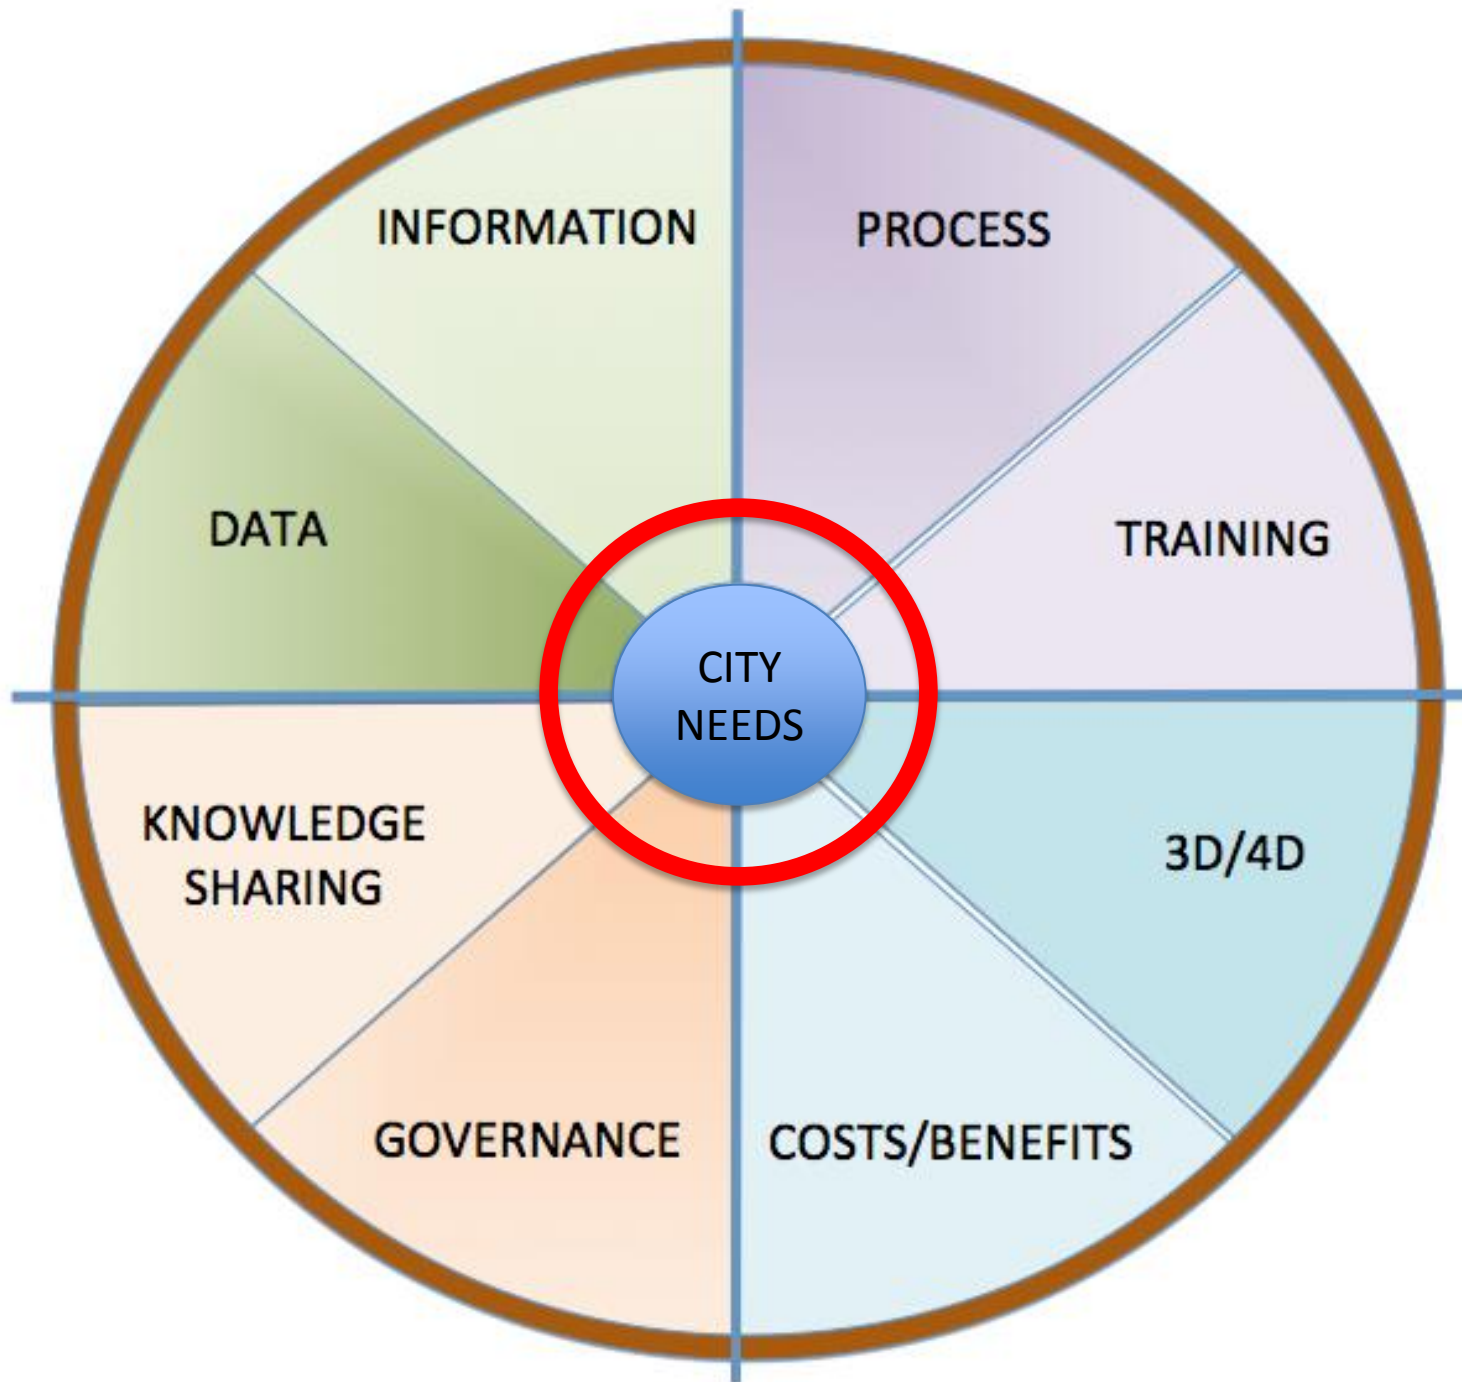 INFORMATION
PROCESS
DATA
TRAINING
CITY
NEEDS
KNOWLEDGE
SHARING
3D/4D
GOVERNANCE
COSTS/BENEFITS